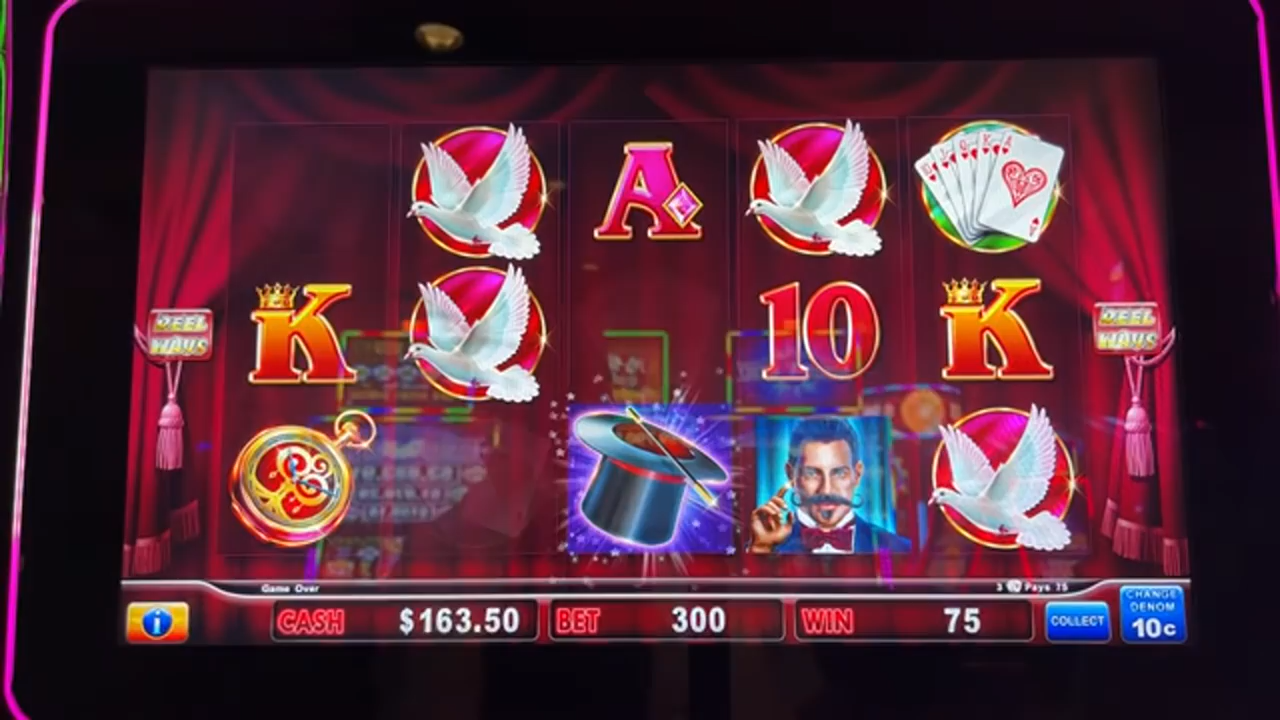 A
K
10
K
REEL
WAYS
REEL
WAYS
Game Over
3 Pays 75
CASH $163.50 BET 300 WIN 75
COLLECT
CHANGE
DENOM
10¢